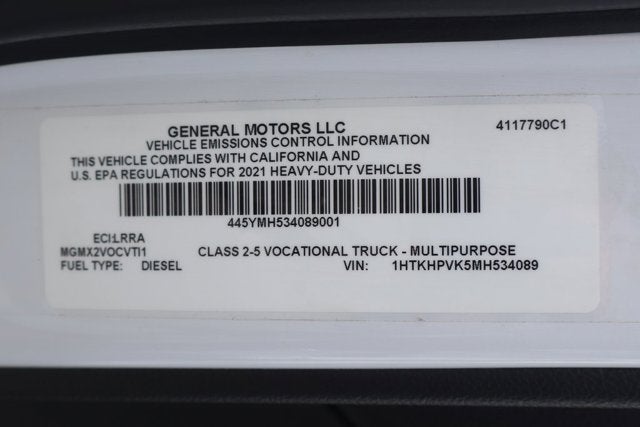 GENERAL MOTORS LLC 4117790C1
VEHICLE EMISSIONS CONTROL INFORMATION
THIS VEHICLE COMPLIES WITH CALIFORNIA AND
U.S. EPA REGULATIONS FOR 2021 HEAVY-DUTY VEHICLES
445YMH534089001
ECI:LRRA
MGMX2VOCVTI1 CLASS 2-5 VOCATIONAL TRUCK - MULTIPURPOSE
FUEL TYPE: DIESEL VIN: 1HTKHPVK5MH534089